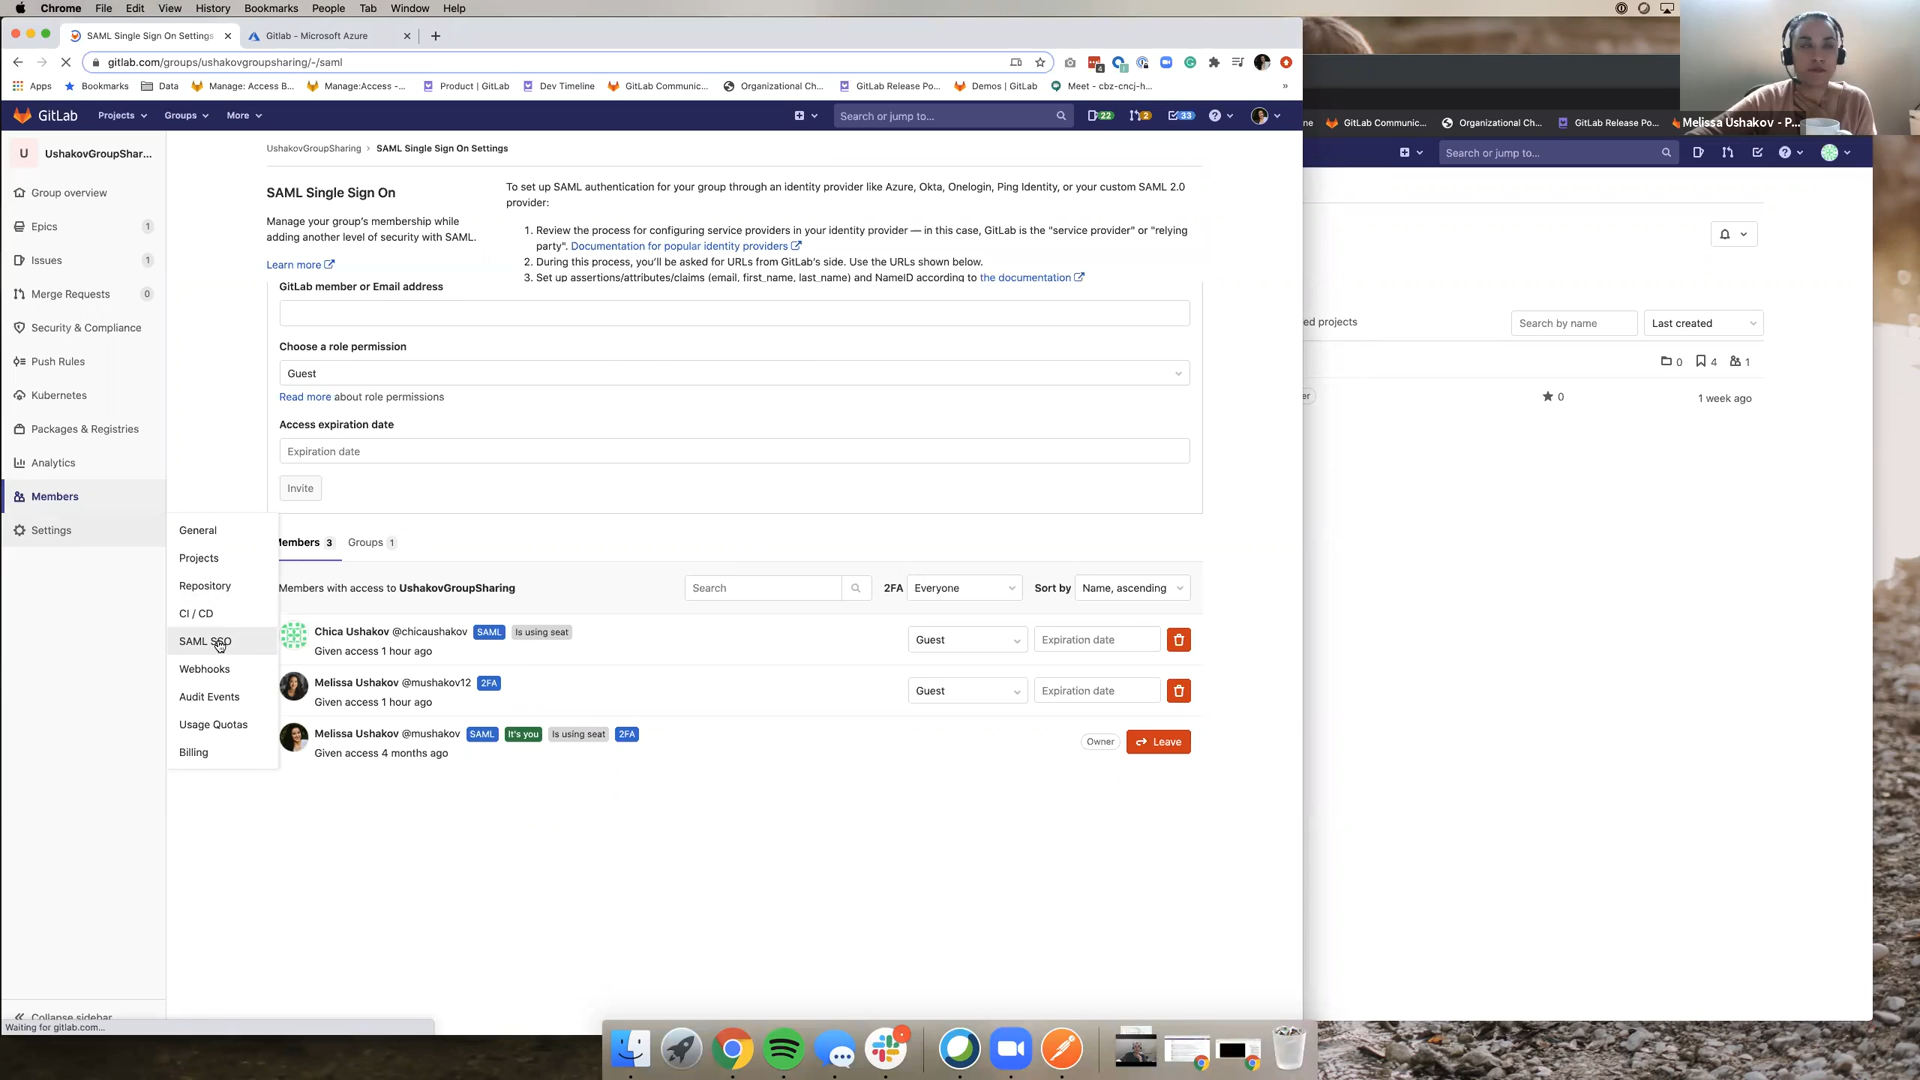 Chrome File Edit View History Bookmarks People Tab Window Help
SAML Single Sign On Settings
Gitlab - Microsoft Azure
gitlab.com/groups/ushakovgroupsharing/-/saml
Apps Bookmarks Data Manage: Access B... Manage:Access -... Product | GitLab Dev Timeline GitLab Communic... Organizational Ch... GitLab Release Po... Demos | GitLab Meet - cbz-cncj-h... »
GitLab Projects Groups More Search or jump to... 22 2 33
U UshakovGroupShar...
Group overview
Epics 1
Issues 1
Merge Requests 0
Security & Compliance
Push Rules
Kubernetes
Packages & Registries
Analytics
Members
Settings
Collapse sidebar
Waiting for gitlab.com...
General
Projects
Repository
CI / CD
SAML SSO
Webhooks
Audit Events
Usage Quotas
Billing
UshakovGroupSharing > SAML Single Sign On Settings
SAML Single Sign On
Manage your group's membership while
adding another level of security with SAML.
Learn more
To set up SAML authentication for your group through an identity provider like Azure, Okta, Onelogin, Ping Identity, or your custom SAML 2.0
provider:
1. Review the process for configuring service providers in your identity provider — in this case, GitLab is the "service provider" or "relying
party". Documentation for popular identity providers
2. During this process, you'll be asked for URLs from GitLab's side. Use the URLs shown below.
3. Set up assertions/attributes/claims (email, first_name, last_name) and NameID according to the documentation
GitLab member or Email address
Choose a role permission
Guest
Read more about role permissions
Access expiration date
Expiration date
Invite
Members 3 Groups 1
Members with access to UshakovGroupSharing Search 2FA Everyone Sort by Name, ascending
Chica Ushakov @chicaushakov SAML Is using seat
Given access 1 hour ago
Guest Expiration date
Melissa Ushakov @mushakov12 2FA
Given access 1 hour ago
Guest Expiration date
Melissa Ushakov @mushakov SAML It's you Is using seat 2FA
Given access 4 months ago
Owner Leave
Melissa Ushakov - P...
ne GitLab Communic... Organizational Ch... GitLab Release Po...
Search or jump to...
ed projects Search by name Last created
0 4 1
er 0 1 week ago